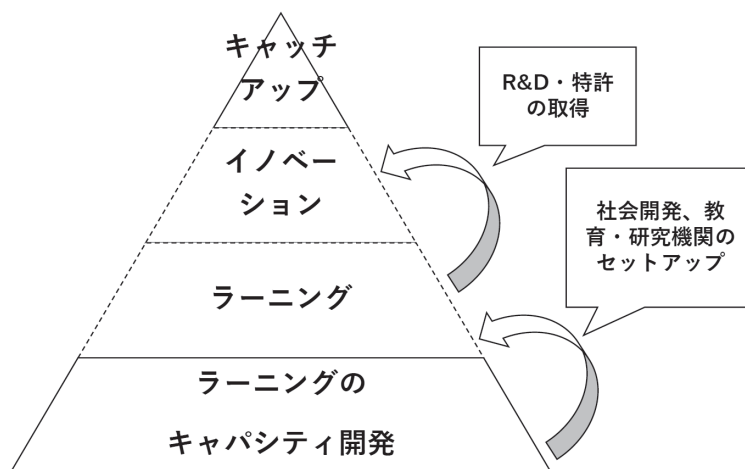 キャッチ
アップ
R&D・特許
の取得
イノベー
ション
社会開発、教
育・研究機関の
セットアップ
ラーニング
ラーニングの
キャパシティ開発